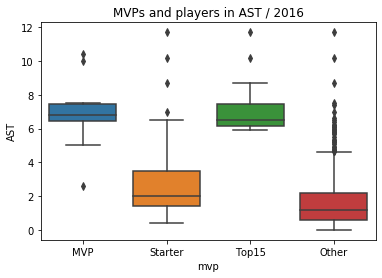 MVPs and players in AST / 2016
12
10
8
6
4
2
0
AST
MVP
Starter
Top15
Other
mvp